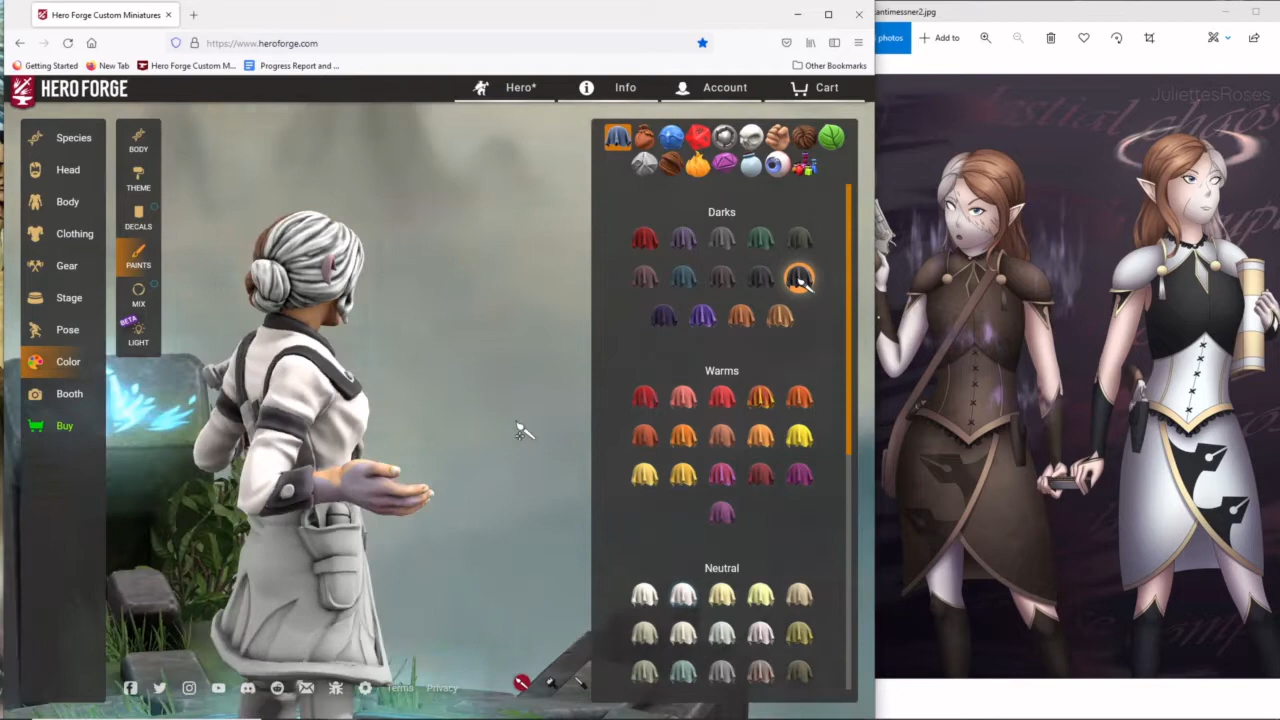 Hero Forge Custom Miniatures
antimessner2.jpg
https://www.heroforge.com
photos
Add to
Getting Started
New Tab
Hero Forge Custom M...
Progress Report and ...
Other Bookmarks
HERO FORGE
Hero*
Info
Account
Cart
JuliettesRoses
estial chaos
Species
Head
Body
Clothing
Gear
Stage
Pose
Color
Booth
Buy
BODY
THEME
DECALS
PAINTS
MIX
BETA
LIGHT
Darks
Warms
Neutral
Terms
Privacy